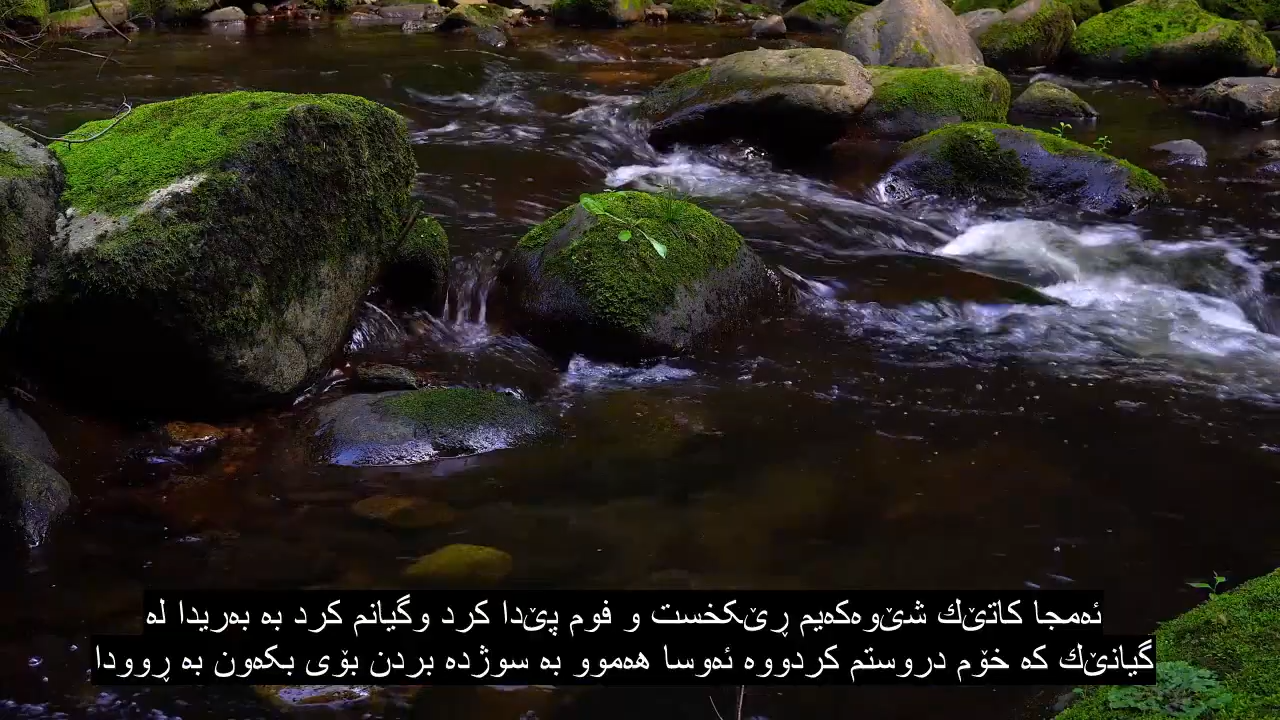 ئەمجا کاتێك شێوەکەیم ڕێکخست و فوم پێدا کرد وگیانم کرد بە بەریدا لە
گیانێك کە خۆم دروستم کردووە ئەوسا ھەموو بە سوژدە بردن بۆی بکەون بە ڕوودا